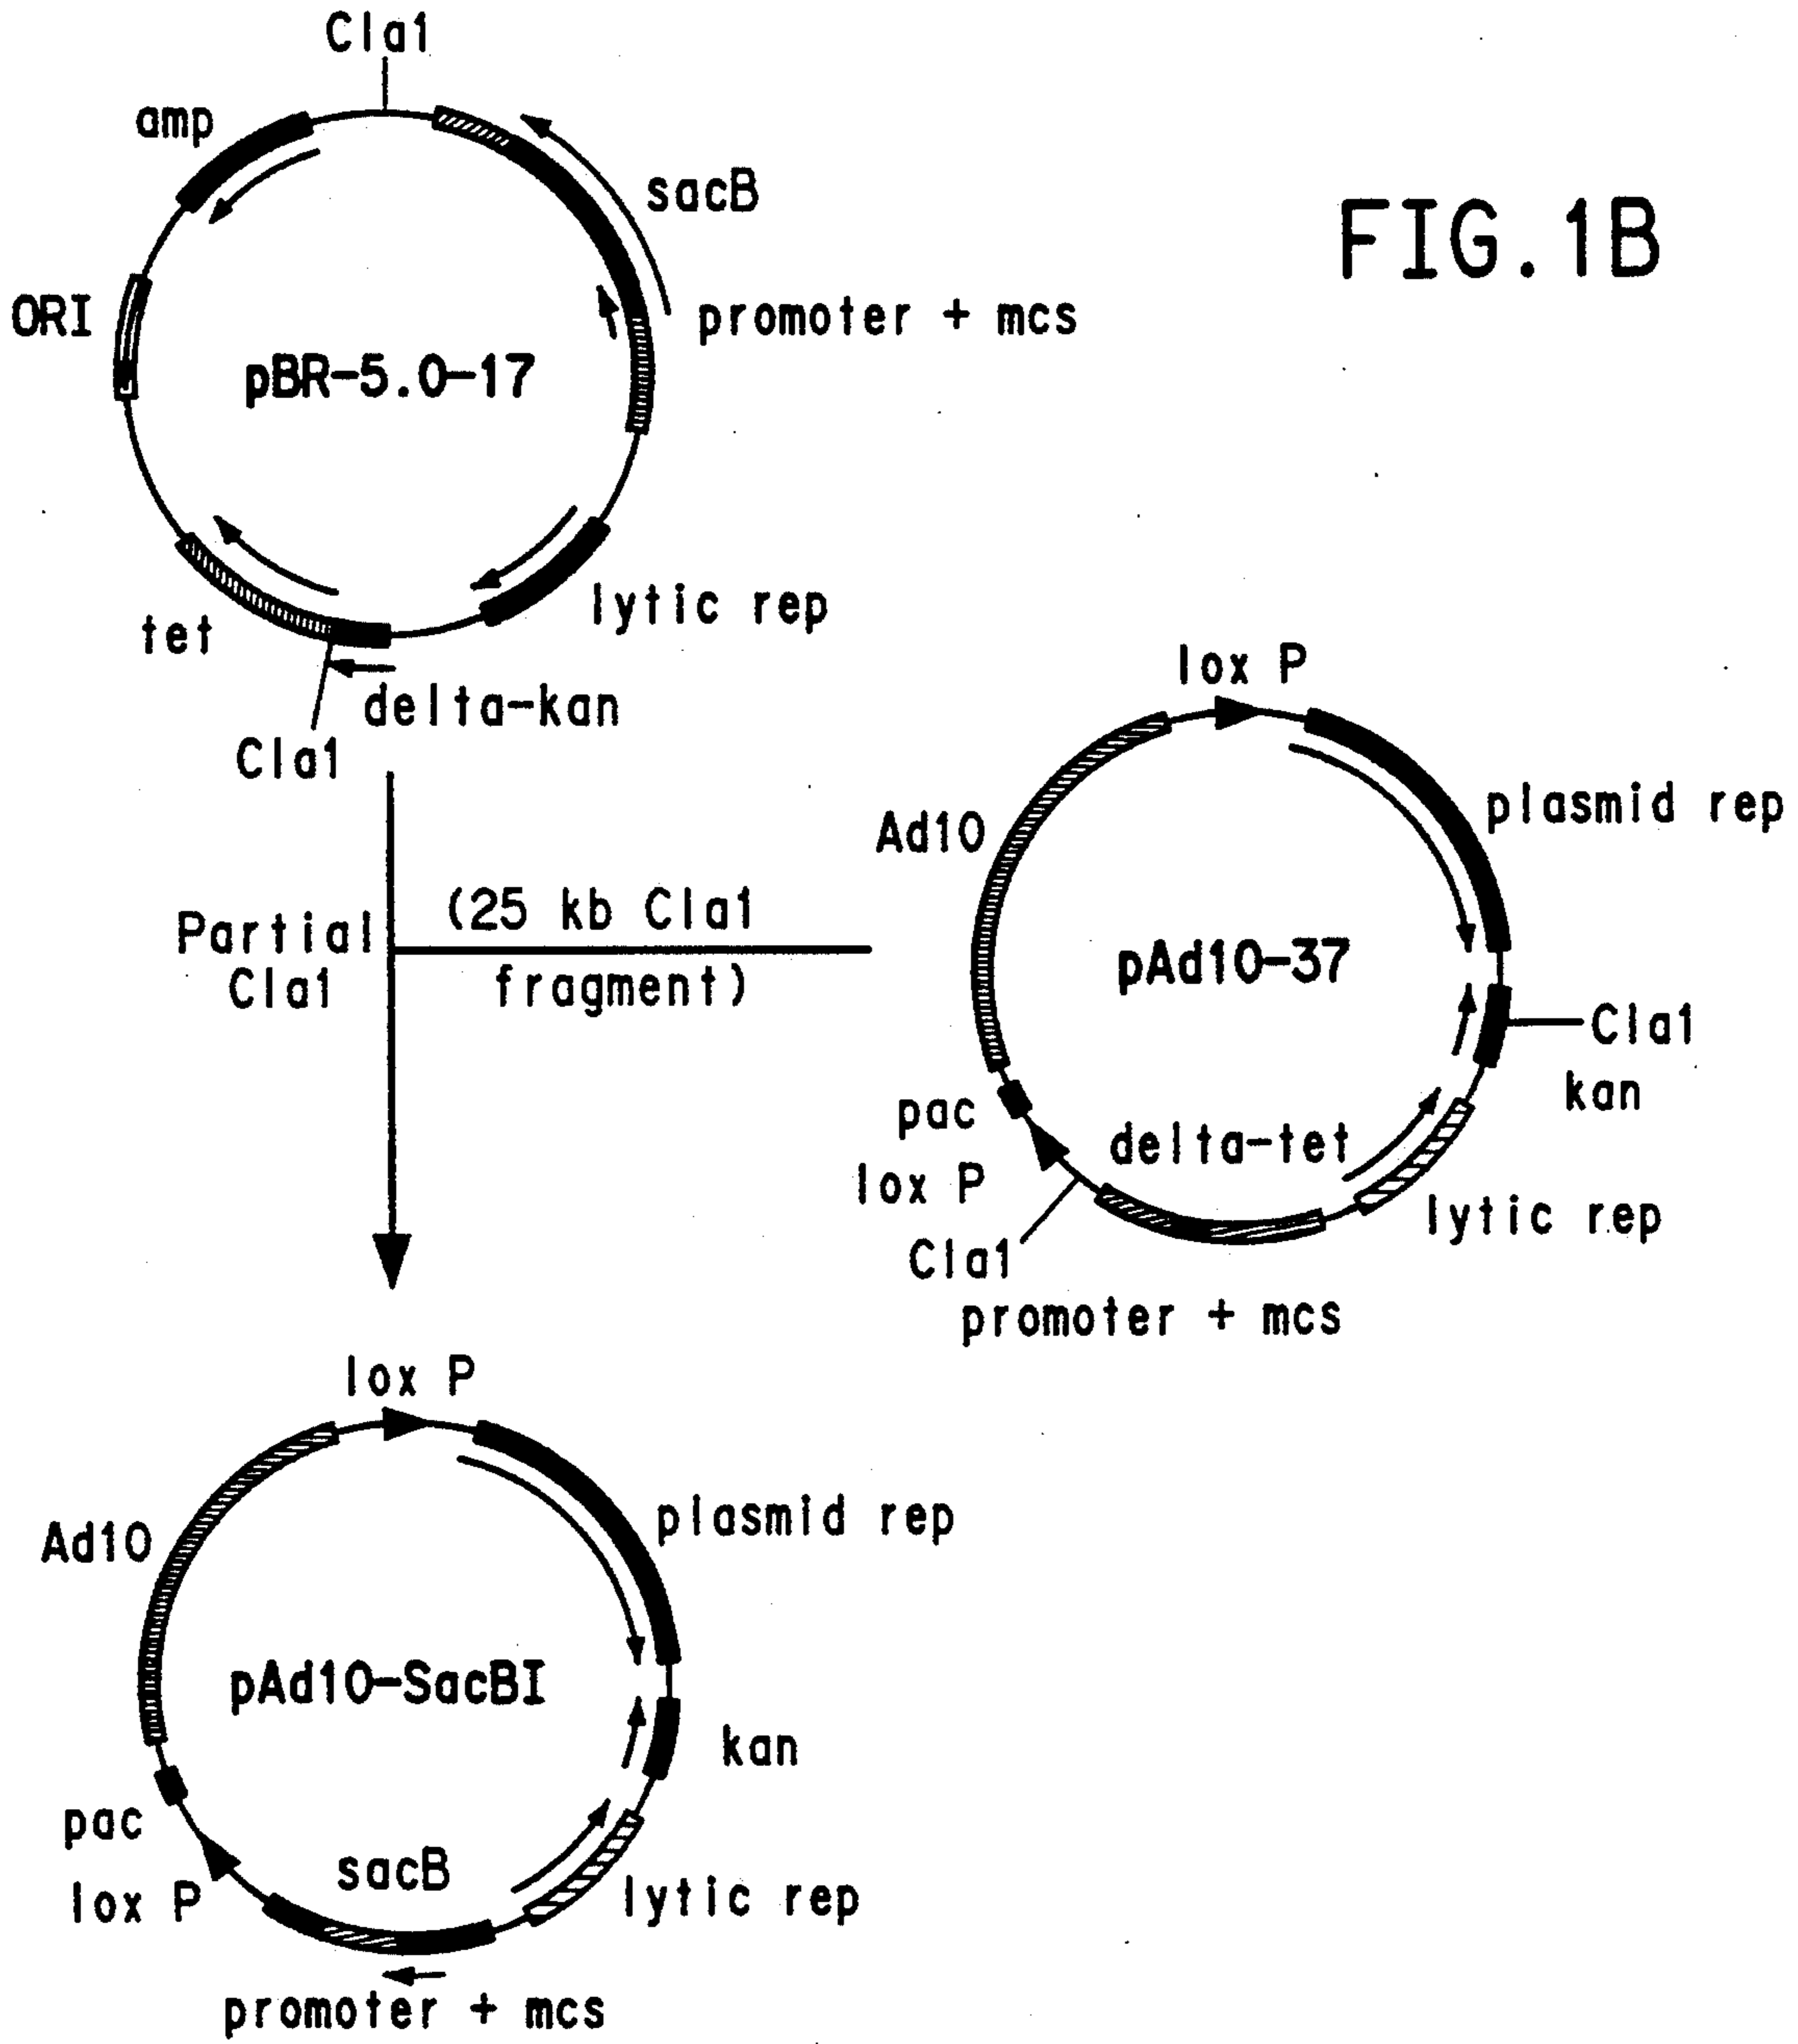 Cla1
amp
sacB
FIG.1B
ORI
promoter + mcs
pBR-5.0-17
lytic rep
tet
delta-kan
Cla1
lox P
plasmid rep
Ad10
Partial
Cla1
(25 kb Cla1
fragment)
pAd10-37
Cla1
kan
pac
delta-tet
lox P
lytic rep
Cla1
promoter + mcs
lox P
plasmid rep
Ad10
pAd10-SacBI
kan
pac
sacB
lox P
lytic rep
promoter + mcs